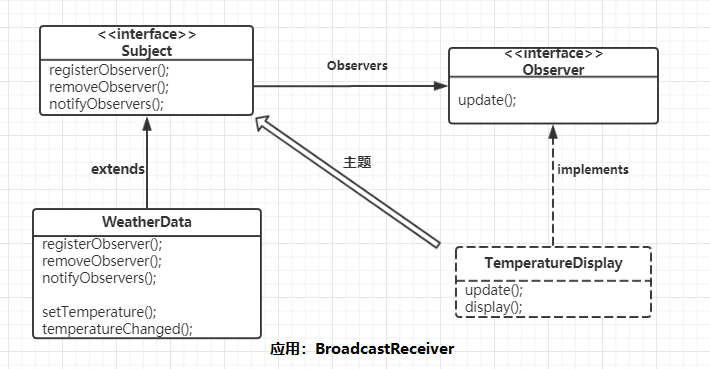 <<interface>>
Subject
registerObserver();
removeObserver();
notifyObservers();
Observers
<<interface>>
Observer
update();
extends
主题
implements
WeatherData
registerObserver();
removeObserver();
notifyObservers();
setTemperature();
temperatureChanged();
TemperatureDisplay
update();
display();
应用：BroadcastReceiver